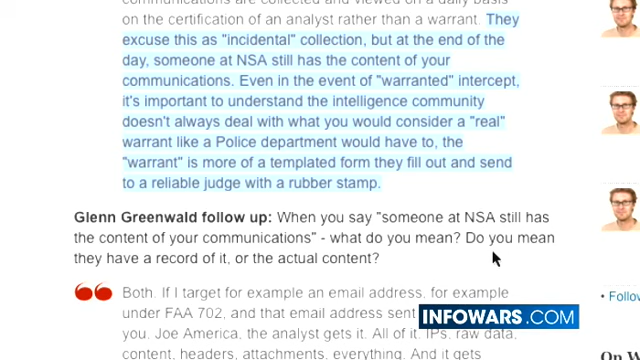 communications are collected and viewed on a daily basis
on the certification of an analyst rather than a warrant. They
excuse this as "incidental" collection, but at the end of the
day, someone at NSA still has the content of your
communications. Even in the event of "warranted" intercept,
it's important to understand the intelligence community
doesn't always deal with what you would consider a "real"
warrant like a Police department would have to, the
"warrant" is more of a templated form they fill out and send
to a reliable judge with a rubber stamp.
Glenn Greenwald follow up: When you say "someone at NSA still has
the content of your communications" - what do you mean? Do you mean
they have a record of it, or the actual content?
Both. If I target for example an email address, for example
under FAA 702, and that email address sent
you. Joe America, the analyst gets it. All of it. IPs, raw data,
content, headers, attachments, everything. And it gets
• Follow
On W
INFOWARS.COM